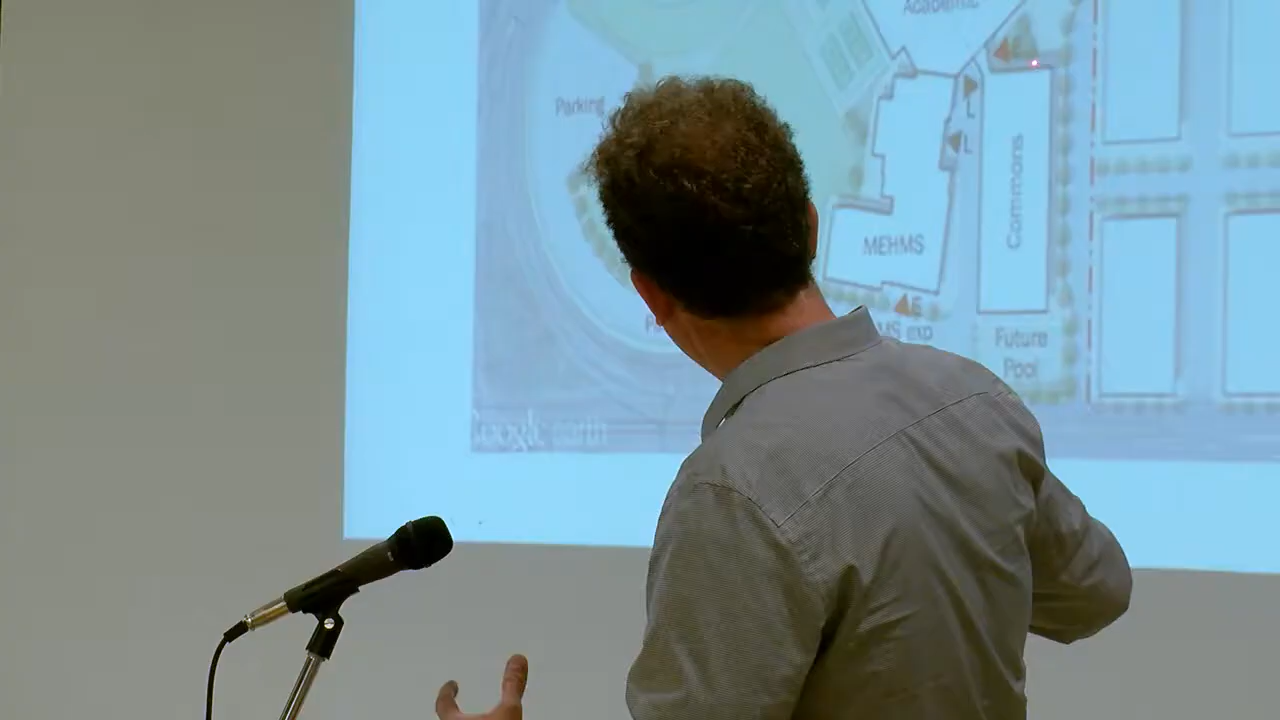 Academic
Parking
L
L
Commons
MEHMS
E
MS exp
Future
Pool
Google earth